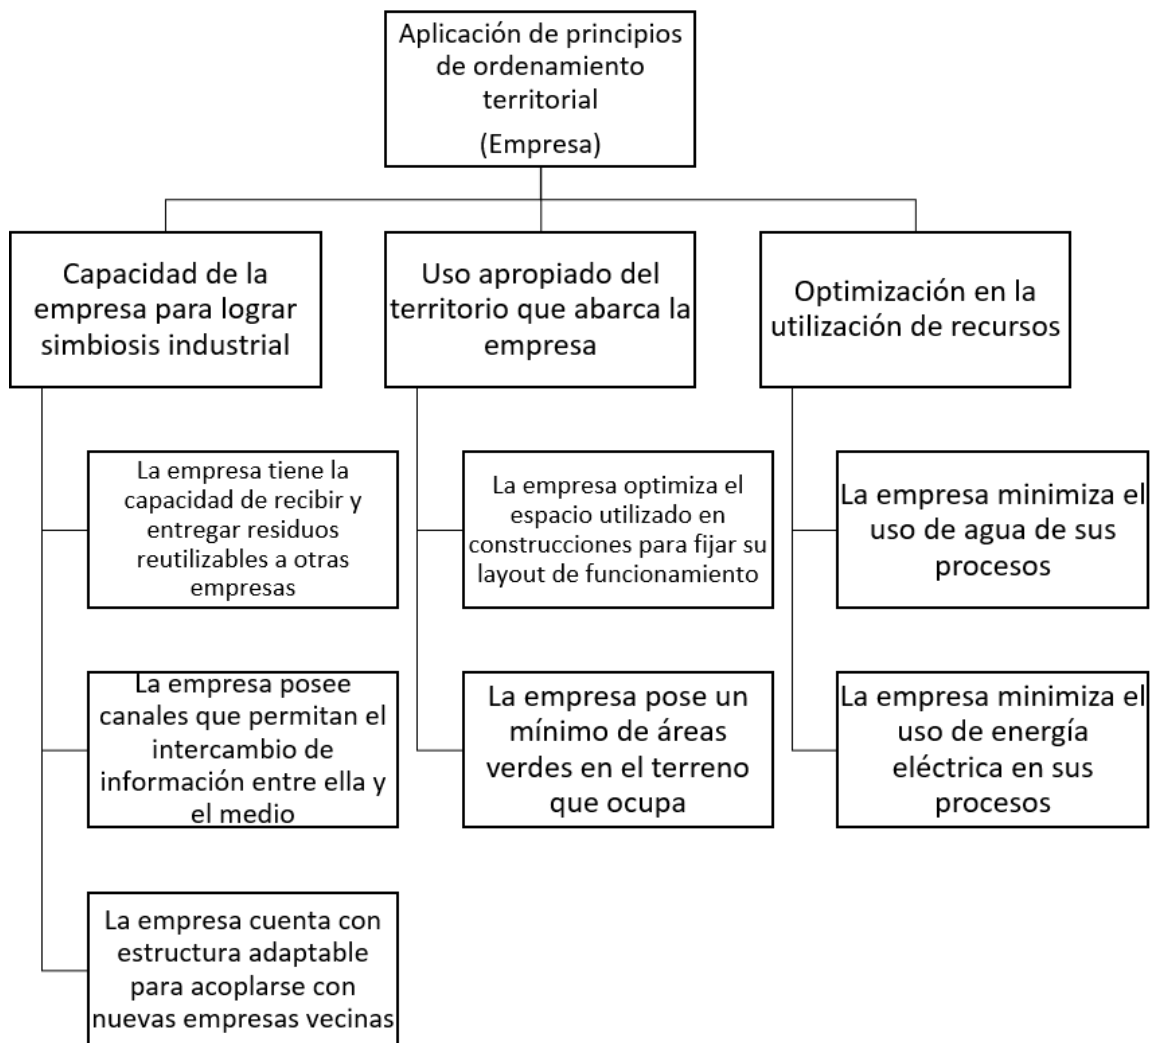 Aplicación de principios
de ordenamiento
territorial
(Empresa)
Capacidad de la
empresa para lograr
simbiosis industrial
Uso apropiado del
territorio que abarca la
empresa
Optimización en la
utilización de recursos
La empresa tiene la
capacidad de recibir y
entregar residuos
reutilizables a otras
empresas
La empresa optimiza el
espacio utilizado en
construcciones para fijar su
layout de funcionamiento
La empresa minimiza el
uso de agua de sus
procesos
La empresa posee
canales que permitan el
intercambio de
información entre ella y
el medio
La empresa pose un
mínimo de áreas
verdes en el terreno
que ocupa
La empresa minimiza el
uso de energía
eléctrica en sus
procesos
La empresa cuenta con
estructura adaptable
para acoplarse con
nuevas empresas vecinas